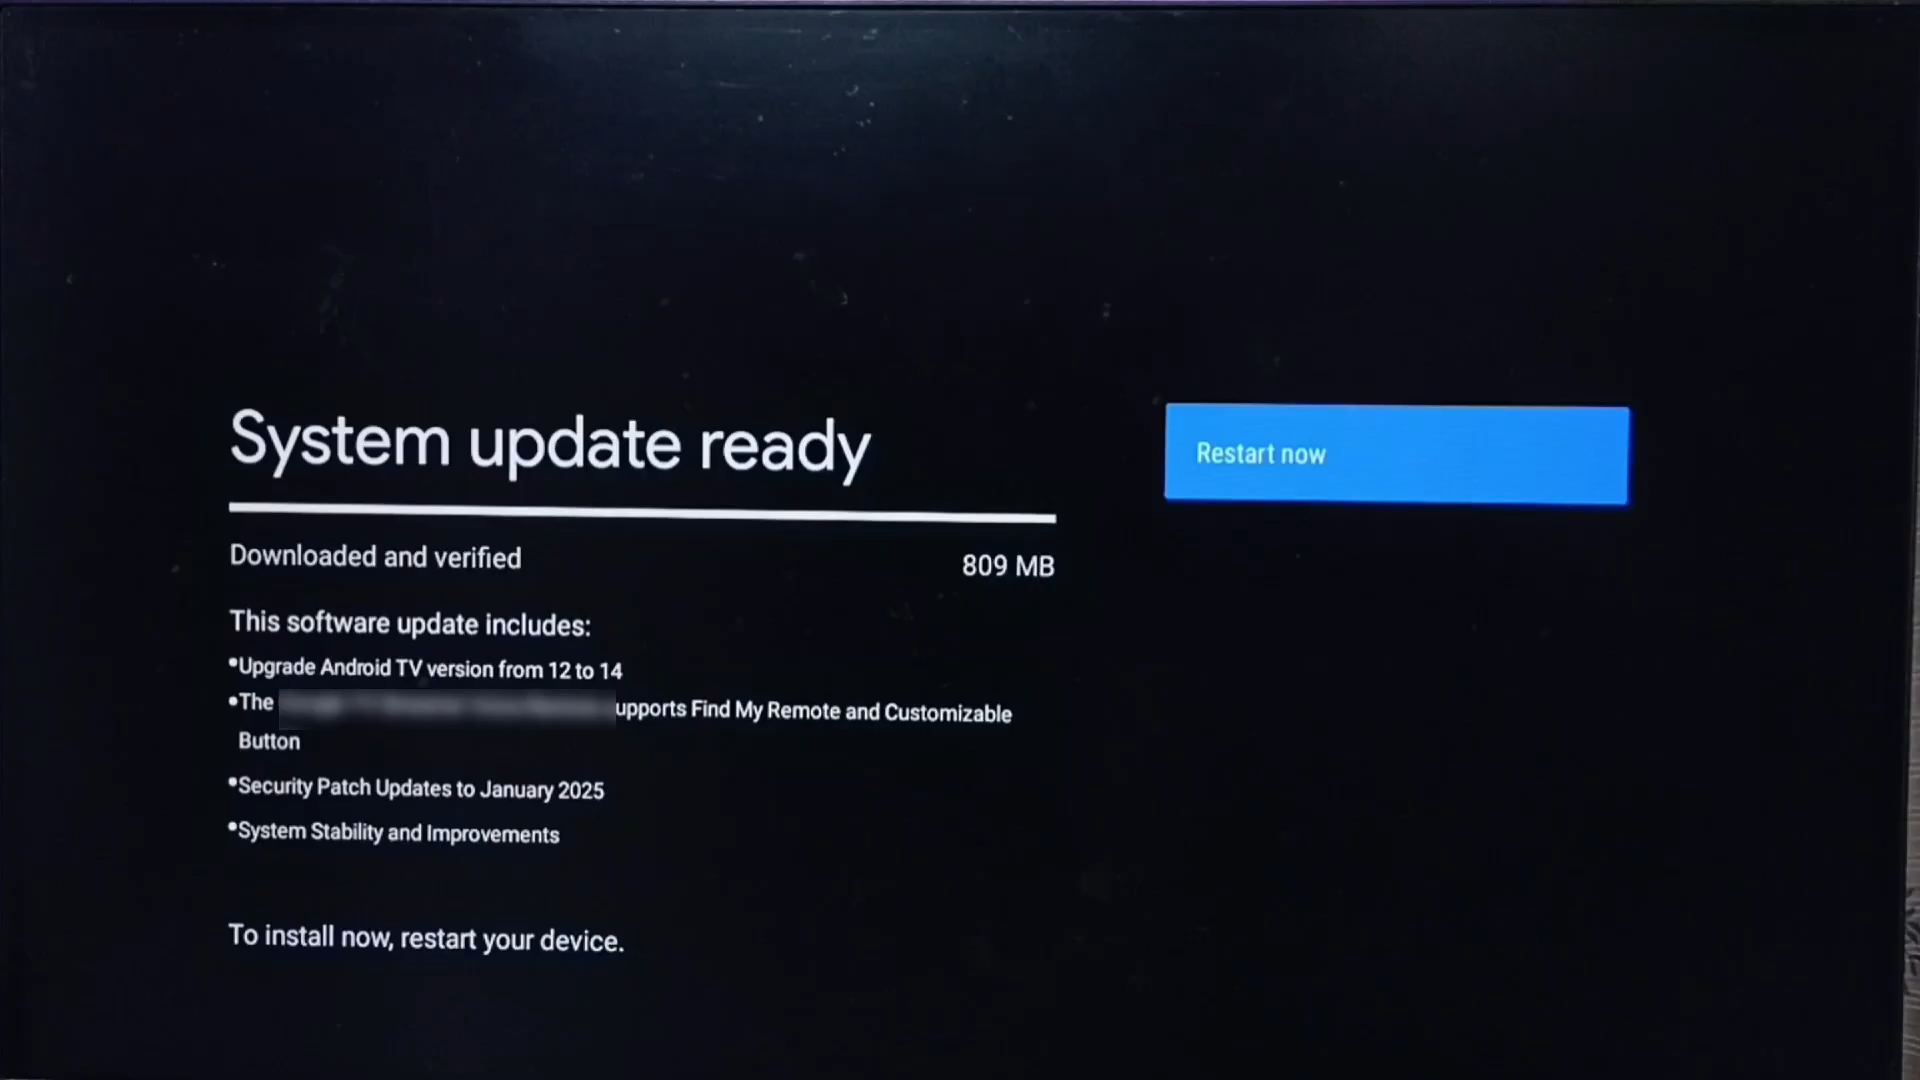 System update ready
Restart now
Downloaded and verified
809 MB
This software update includes:
•Upgrade Android TV version from 12 to 14
•The upports Find My Remote and Customizable
Button
•Security Patch Updates to January 2025
•System Stability and Improvements
To install now, restart your device.